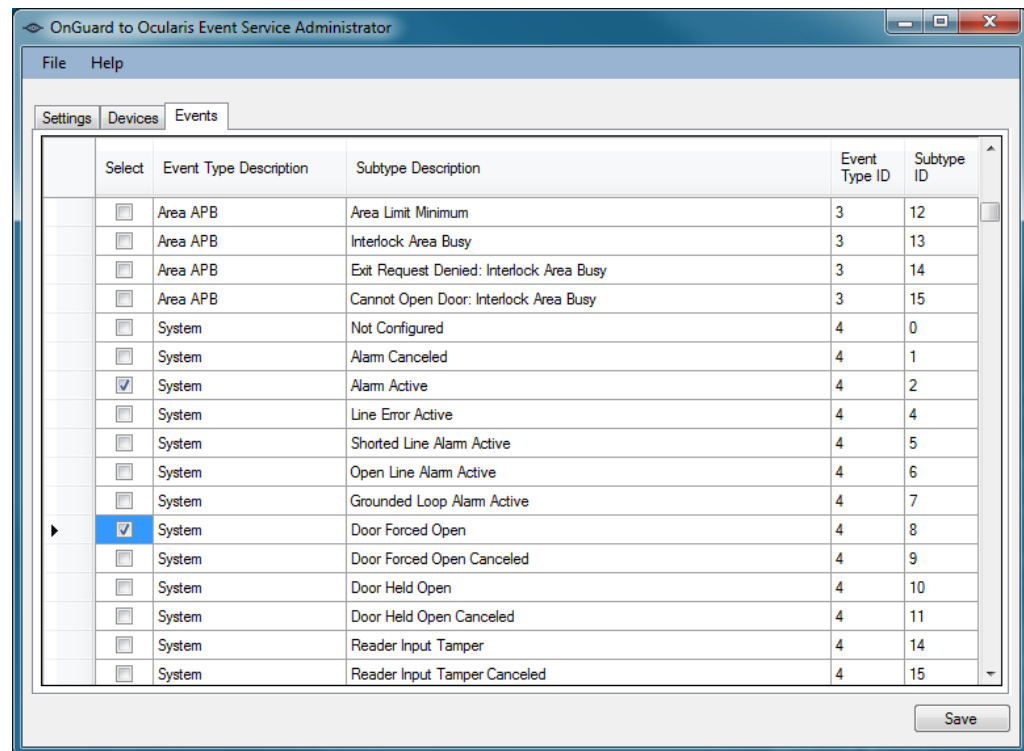 OnGuard to Ocularis Event Service Administrator
File Help
Settings Devices Events
Select Event Type Description Subtype Description Event Type ID Subtype ID
Area APB Area Limit Minimum 3 12
Area APB Interlock Area Busy 3 13
Area APB Exit Request Denied: Interlock Area Busy 3 14
Area APB Cannot Open Door: Interlock Area Busy 3 15
System Not Configured 4 0
System Alarm Canceled 4 1
System Alarm Active 4 2
System Line Error Active 4 4
System Shorted Line Alarm Active 4 5
System Open Line Alarm Active 4 6
System Grounded Loop Alarm Active 4 7
System Door Forced Open 4 8
System Door Forced Open Canceled 4 9
System Door Held Open 4 10
System Door Held Open Canceled 4 11
System Reader Input Tamper 4 14
System Reader Input Tamper Canceled 4 15
Save